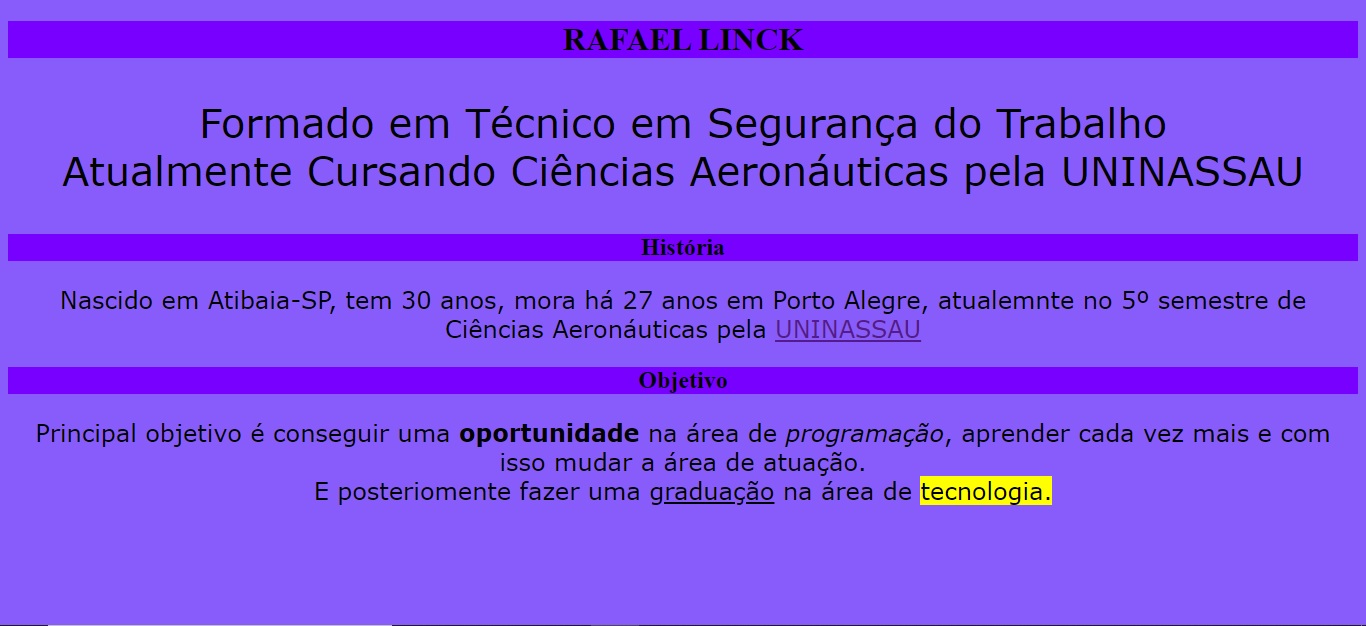 RAFAEL LINCK
Formado em Técnico em Segurança do Trabalho
Atualmente Cursando Ciências Aeronáuticas pela UNINASSAU
História
Nascido em Atibaia-SP, tem 30 anos, mora há 27 anos em Porto Alegre, atualemnte no 5º semestre de
Ciências Aeronáuticas pela UNINASSAU
Objetivo
Principal objetivo é conseguir uma oportunidade na área de programação, aprender cada vez mais e com
isso mudar a área de atuação.
E posteriomente fazer uma graduação na área de tecnologia.